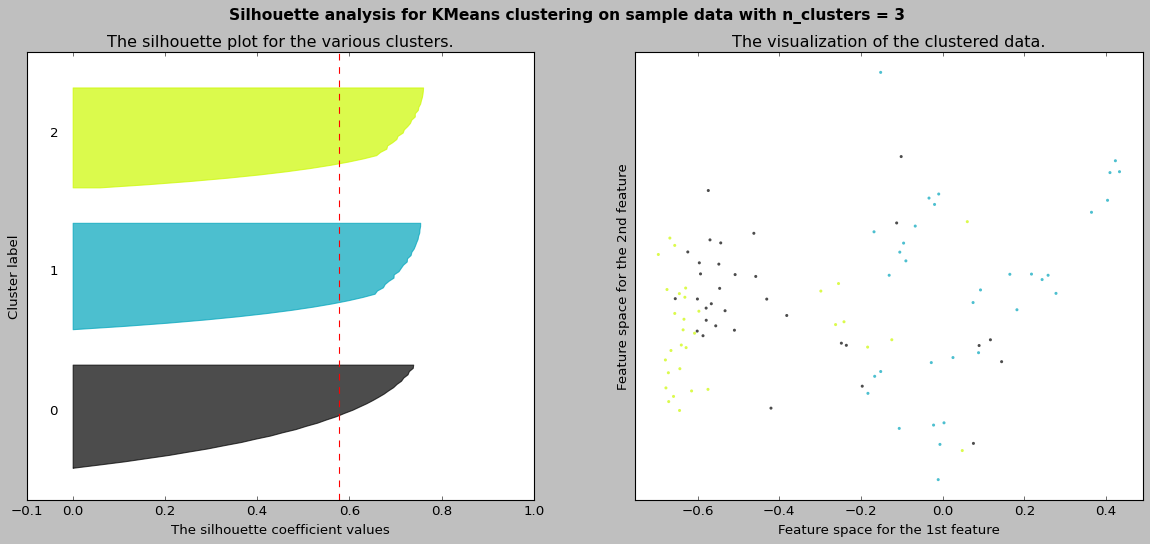 Silhouette analysis for KMeans clustering on sample data with n_clusters = 3
The silhouette plot for the various clusters.
Cluster label
2
1
0
−0.1 0.0 0.2 0.4 0.6 0.8 1.0
The silhouette coefficient values
The visualization of the clustered data.
Feature space for the 2nd feature
−0.6 −0.4 −0.2 0.0 0.2 0.4
Feature space for the 1st feature